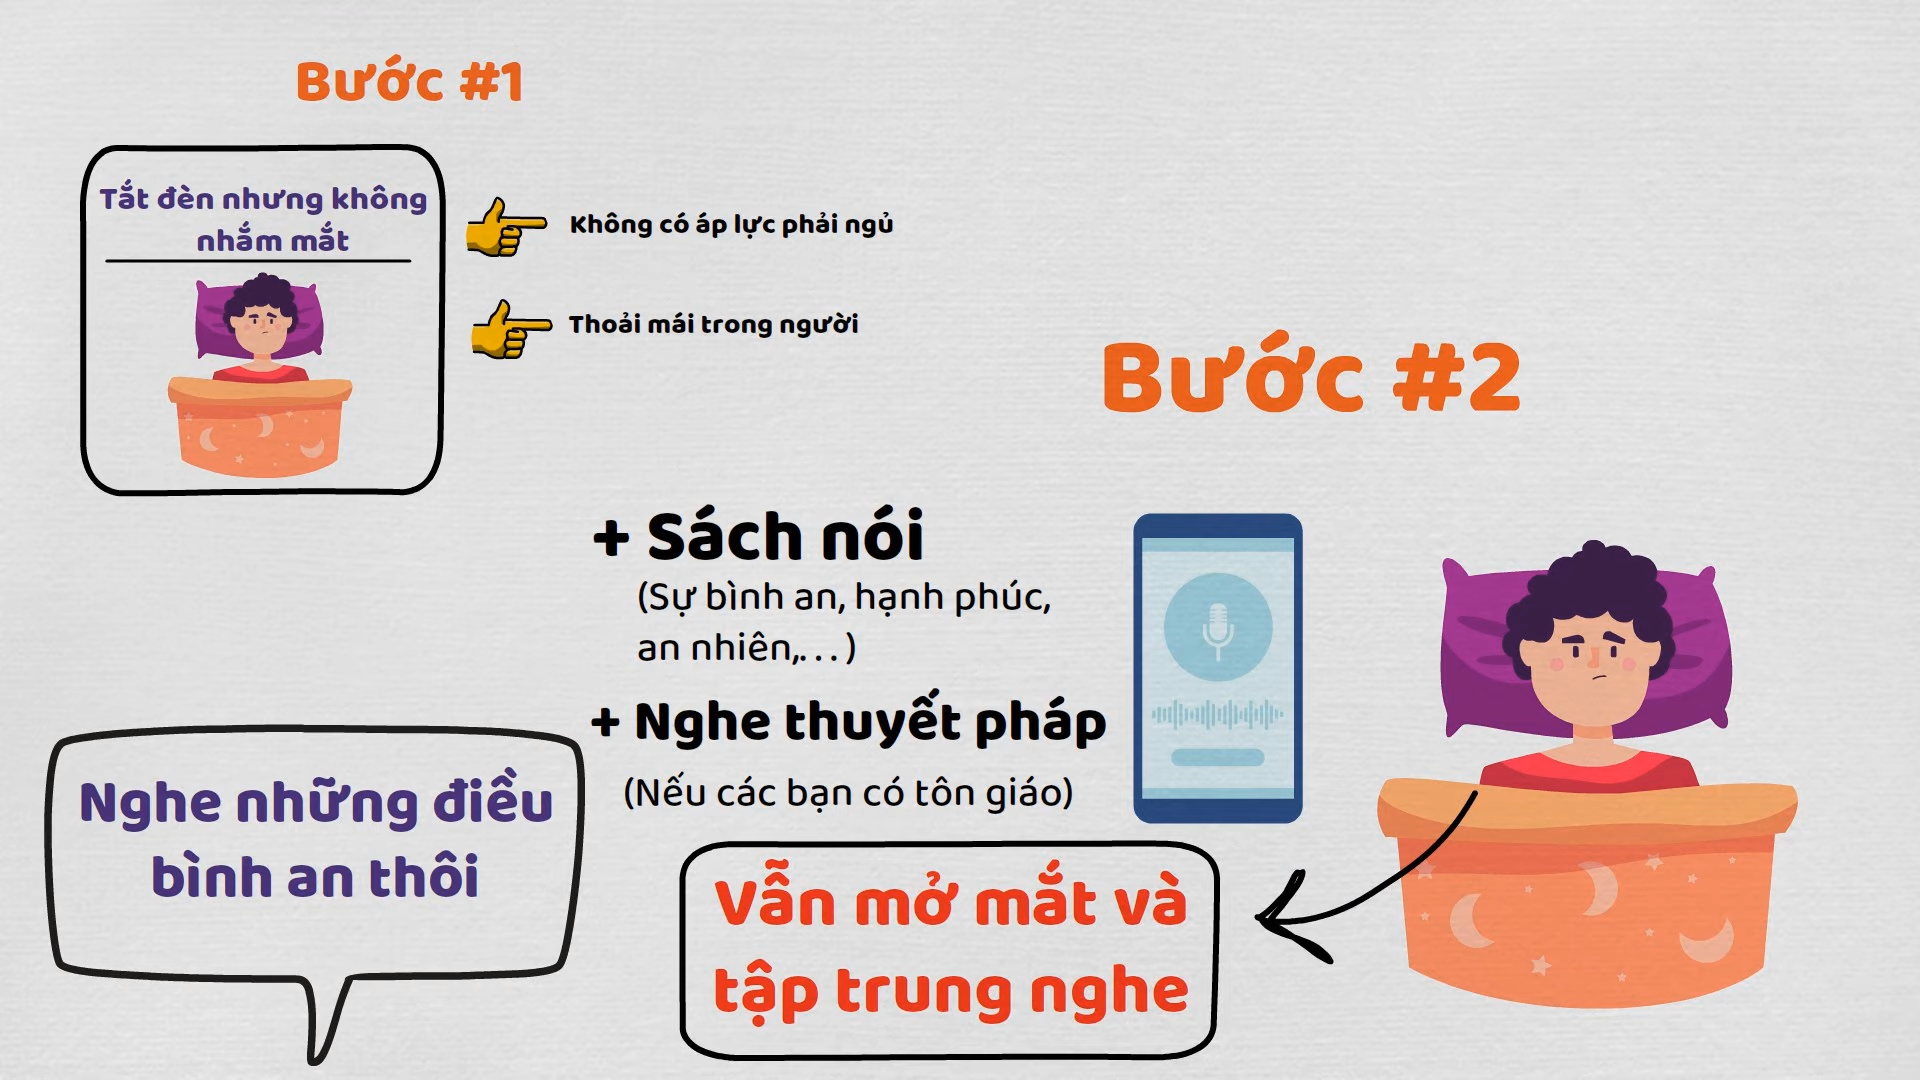 Bước #1
Tắt đèn nhưng không
nhắm mắt
Không có áp lực phải ngủ
Thoải mái trong người
Bước #2
+ Sách nói
(Sự bình an, hạnh phúc,
an nhiên,...)
+ Nghe thuyết pháp
(Nếu các bạn có tôn giáo)
Nghe những điều
bình an thôi
Vẫn mở mắt và
tập trung nghe